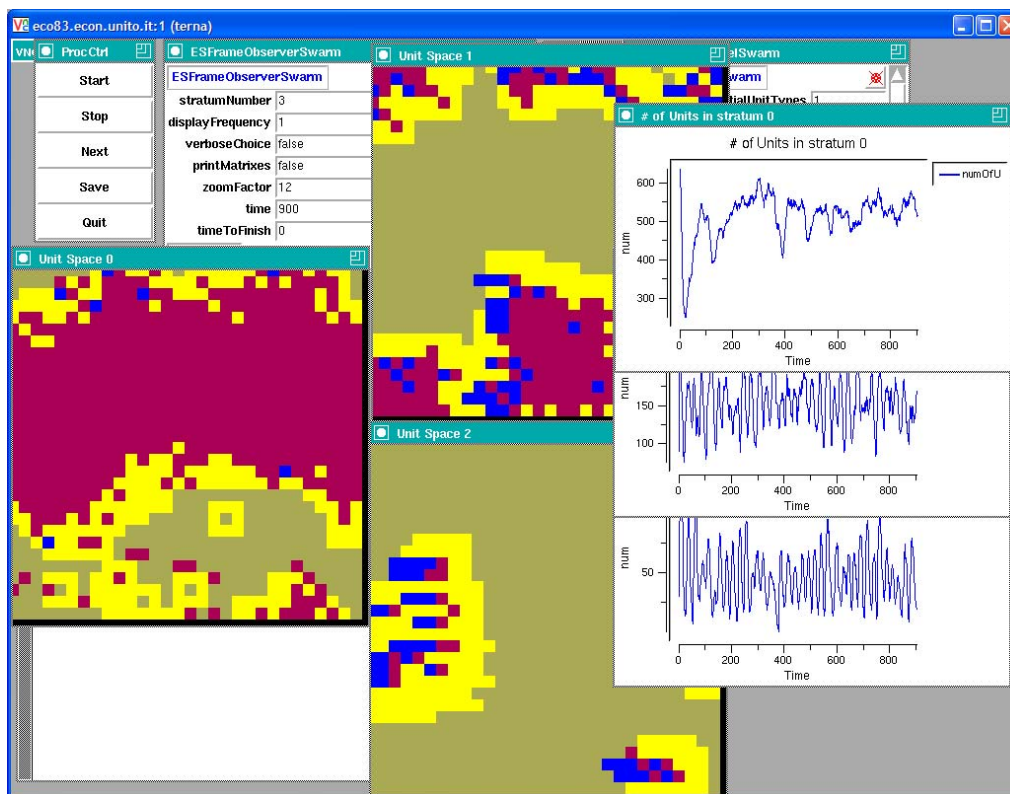 eco83.econ.unito.it:1 (terna)
VNC
ProcCtrl
Start
Stop
Next
Save
Quit
ESFrameObserverSwarm
ESFrameObserverSwarm
stratumNumber 3
displayFrequency 1
verboseChoice false
printMatrixes false
zoomFactor 12
time 900
timeToFinish 0
Unit Space 1
elSwarm
warm
tialUnitTypes 1
# of Units in stratum 0
# of Units in stratum 0
numOfU
600
500
400
300
num
0 200 400 600 800
Time
150
100
num
0 200 400 600 800
Time
50
num
0 200 400 600 800
Time
Unit Space 0
Unit Space 2